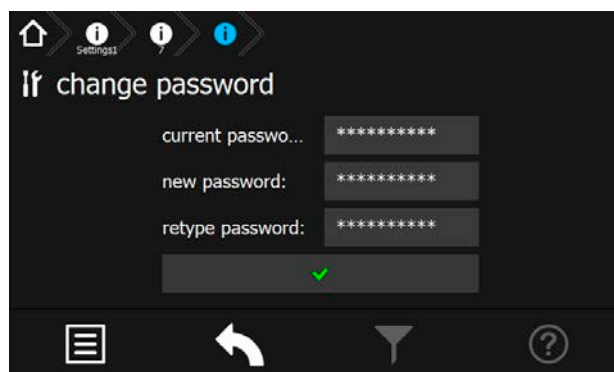 Settings1
7
change password
current passwo... **********
new password: **********
retype password: **********